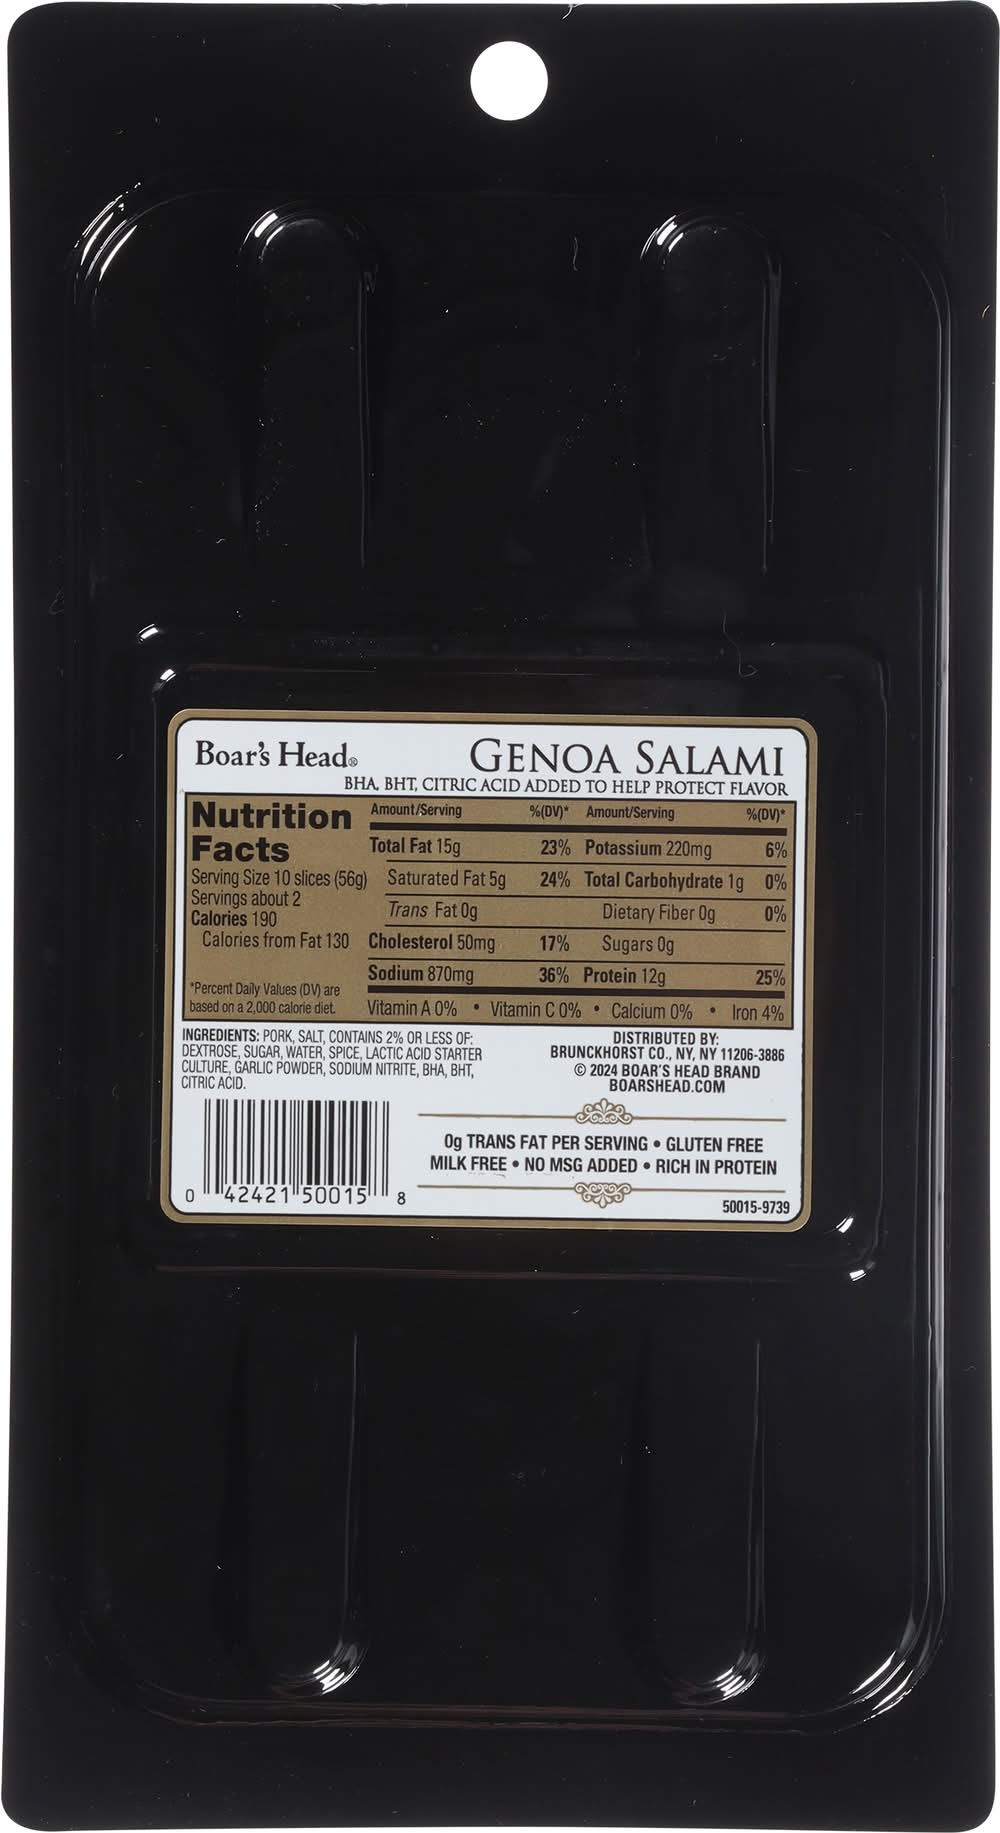 Boar's Head®
GENOA SALAMI
BHA, BHT, CITRIC ACID ADDED TO HELP PROTECT FLAVOR
Nutrition
Facts
Serving Size 10 slices (56g)
Servings about 2
Calories 190
Calories from Fat 130
*Percent Daily Values (DV) are
based on a 2,000 calorie diet.
Amount/Serving %(DV)* Amount/Serving %(DV)*
Total Fat 15g 23% Potassium 220mg 6%
Saturated Fat 5g 24% Total Carbohydrate 1g 0%
Trans Fat 0g Dietary Fiber 0g 0%
Cholesterol 50mg 17% Sugars 0g
Sodium 870mg 36% Protein 12g 25%
Vitamin A 0% • Vitamin C 0% • Calcium 0% • Iron 4%
INGREDIENTS: PORK, SALT, CONTAINS 2% OR LESS OF:
DEXTROSE, SUGAR, WATER, SPICE, LACTIC ACID STARTER
CULTURE, GARLIC POWDER, SODIUM NITRITE, BHA, BHT,
CITRIC ACID.
DISTRIBUTED BY:
BRUNCKHORST CO., NY, NY 11206-3886
© 2024 BOAR'S HEAD BRAND
BOARSHEAD.COM
0g TRANS FAT PER SERVING • GLUTEN FREE
MILK FREE • NO MSG ADDED • RICH IN PROTEIN
0 42421 50015 8
50015-9739